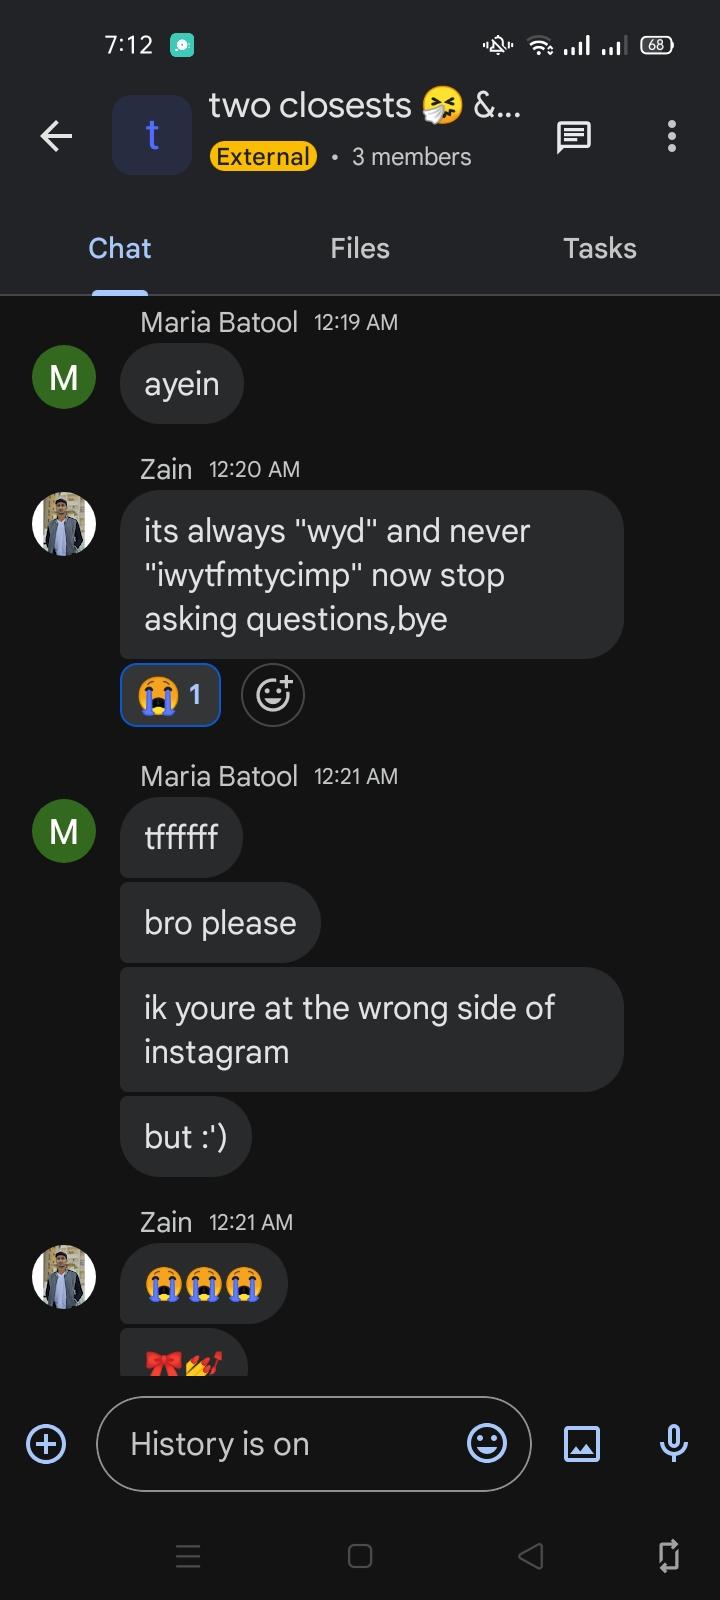 7:12
68
t
two closests 🤧 &...
External • 3 members
Chat
Files
Tasks
Maria Batool 12:19 AM
M
ayein
Zain 12:20 AM
its always "wyd" and never
"iwytfmtycimp" now stop
asking questions,bye
😭 1
Maria Batool 12:21 AM
M
tffffff
bro please
ik youre at the wrong side of
instagram
but :')
Zain 12:21 AM
😭😭😭
🎀💅
History is on